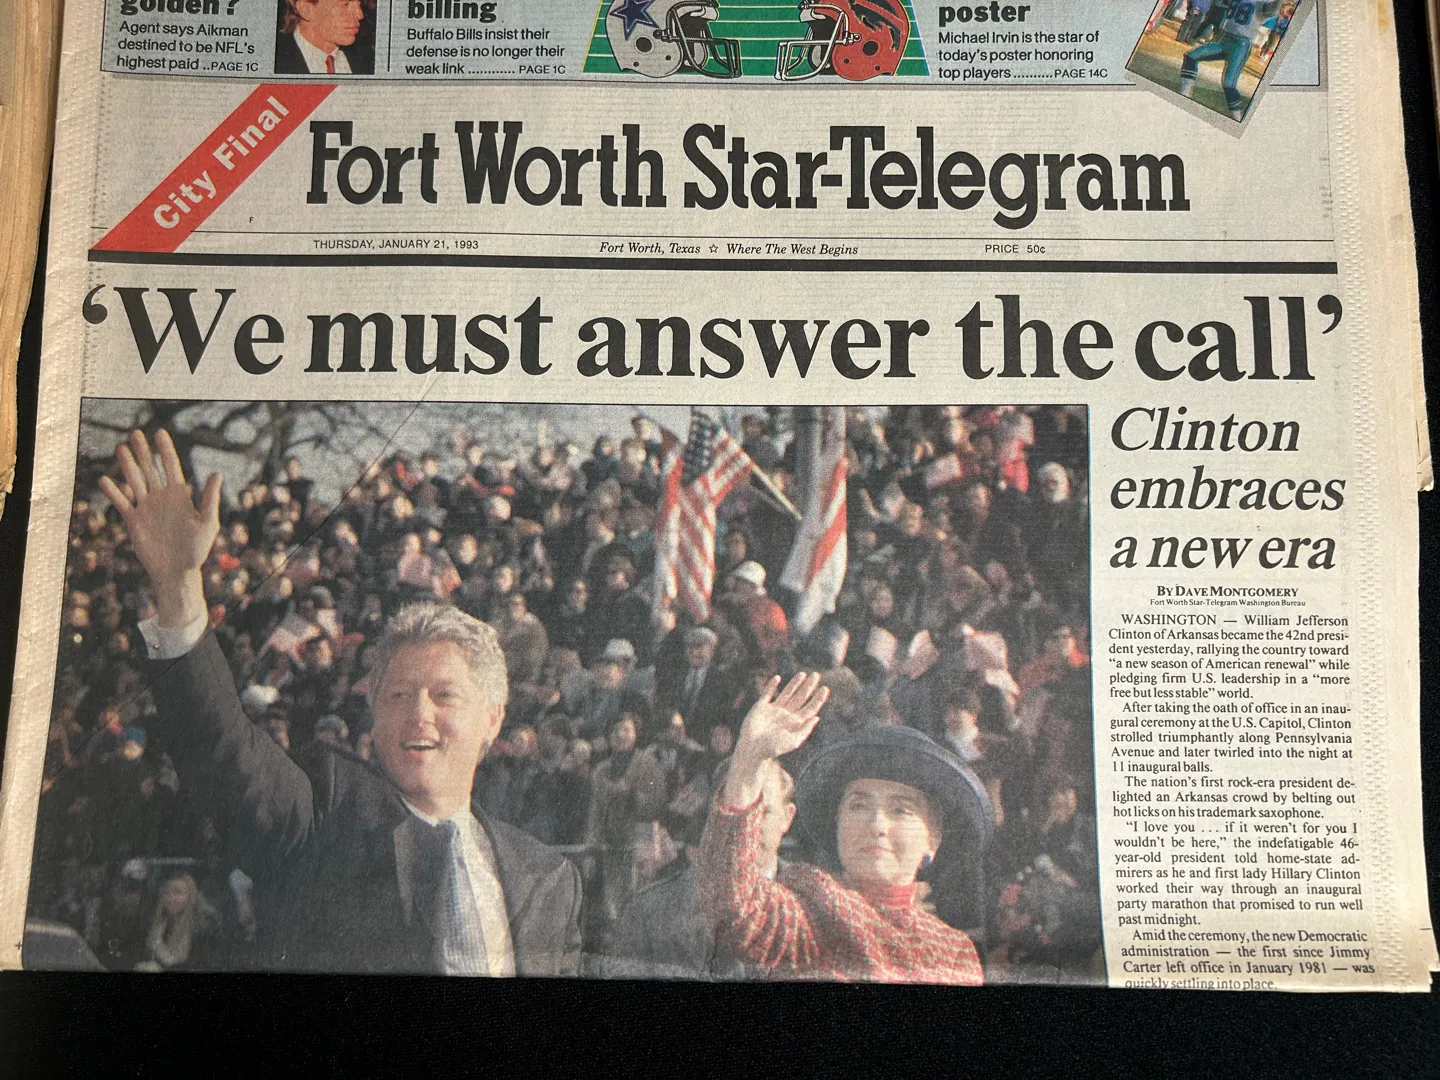 golden?
Agent says Aikman
destined to be NFL's
highest paid ..PAGE 1C
billing
Buffalo Bills insist their
defense is no longer their
weak link ............ PAGE 1C
poster
Michael Irvin is the star of
today's poster honoring
top players..........PAGE 14C
City Final
Fort Worth Star-Telegram
F
THURSDAY, JANUARY 21, 1993
Fort Worth, Texas ☆ Where The West Begins
PRICE 50¢
‘We must answer the call’
Clinton
embraces
a new era
BY DAVE MONTGOMERY
Fort Worth Star-Telegram Washington Bureau
WASHINGTON — William Jefferson
Clinton of Arkansas became the 42nd presi-
dent yesterday, rallying the country toward
“a new season of American renewal” while
pledging firm U.S. leadership in a “more
free but less stable” world.
After taking the oath of office in an inau-
gural ceremony at the U.S. Capitol, Clinton
strolled triumphantly along Pennsylvania
Avenue and later twirled into the night at
11 inaugural balls.
The nation’s first rock-era president de-
lighted an Arkansas crowd by belting out
hot licks on his trademark saxophone.
“I love you . . . if it weren’t for you I
wouldn’t be here,” the indefatigable 46-
year-old president told home-state ad-
mirers as he and first lady Hillary Clinton
worked their way through an inaugural
party marathon that promised to run well
past midnight.
Amid the ceremony, the new Democratic
administration — the first since Jimmy
Carter left office in January 1981 — was
quickly settling into place.